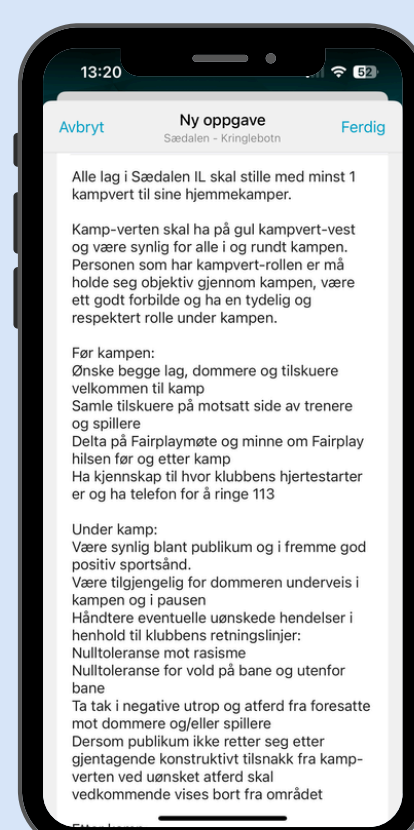 13:20
52
Avbryt
Ny oppgave
Ferdig
Sædalen - Kringlebotn
Alle lag i Sædalen IL skal stille med minst 1
kampvert til sine hjemmekamper.
Kamp-verten skal ha på gul kampvert-vest
og være synlig for alle i og rundt kampen.
Personen som har kampvert-rollen er må
holde seg objektiv gjennom kampen, være
ett godt forbilde og ha en tydelig og
respektert rolle under kampen.
Før kampen:
Ønske begge lag, dommere og tilskuere
velkommen til kamp
Samle tilskuere på motsatt side av trenere
og spillere
Delta på Fairplaymøte og minne om Fairplay
hilsen før og etter kamp
Ha kjennskap til hvor klubbens hjertestarter
er og ha telefon for å ringe 113
Under kamp:
Være synlig blant publikum og i fremme god
positiv sportsånd.
Være tilgjengelig for dommeren underveis i
kampen og i pausen
Håndtere eventuelle uønskede hendelser i
henhold til klubbens retningslinjer:
Nulltoleranse mot rasisme
Nulltoleranse for vold på bane og utenfor
bane
Ta tak i negative utrop og atferd fra foresatte
mot dommere og/eller spillere
Dersom publikum ikke retter seg etter
gjentagende konstruktivt tilsnakk fra kamp-
verten ved uønsket atferd skal
vedkommende vises bort fra området